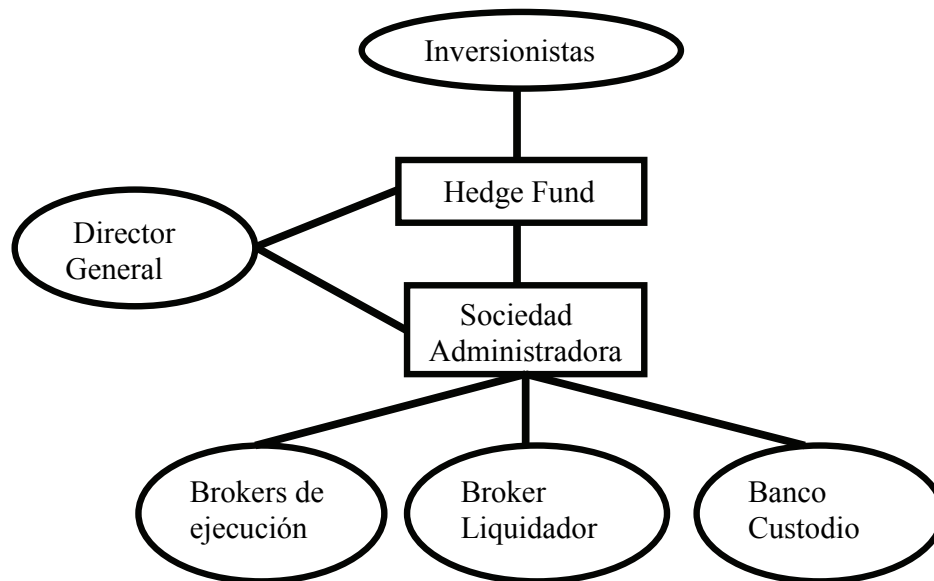 Inversionistas
Hedge Fund
Director
General
Sociedad
Administradora
Brokers de
ejecución
Broker
Liquidador
Banco
Custodio